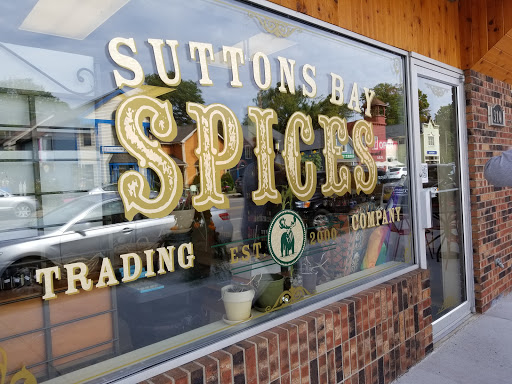 SUTTONS BAY
SPICES
TRADING EST. 2000 COMPANY